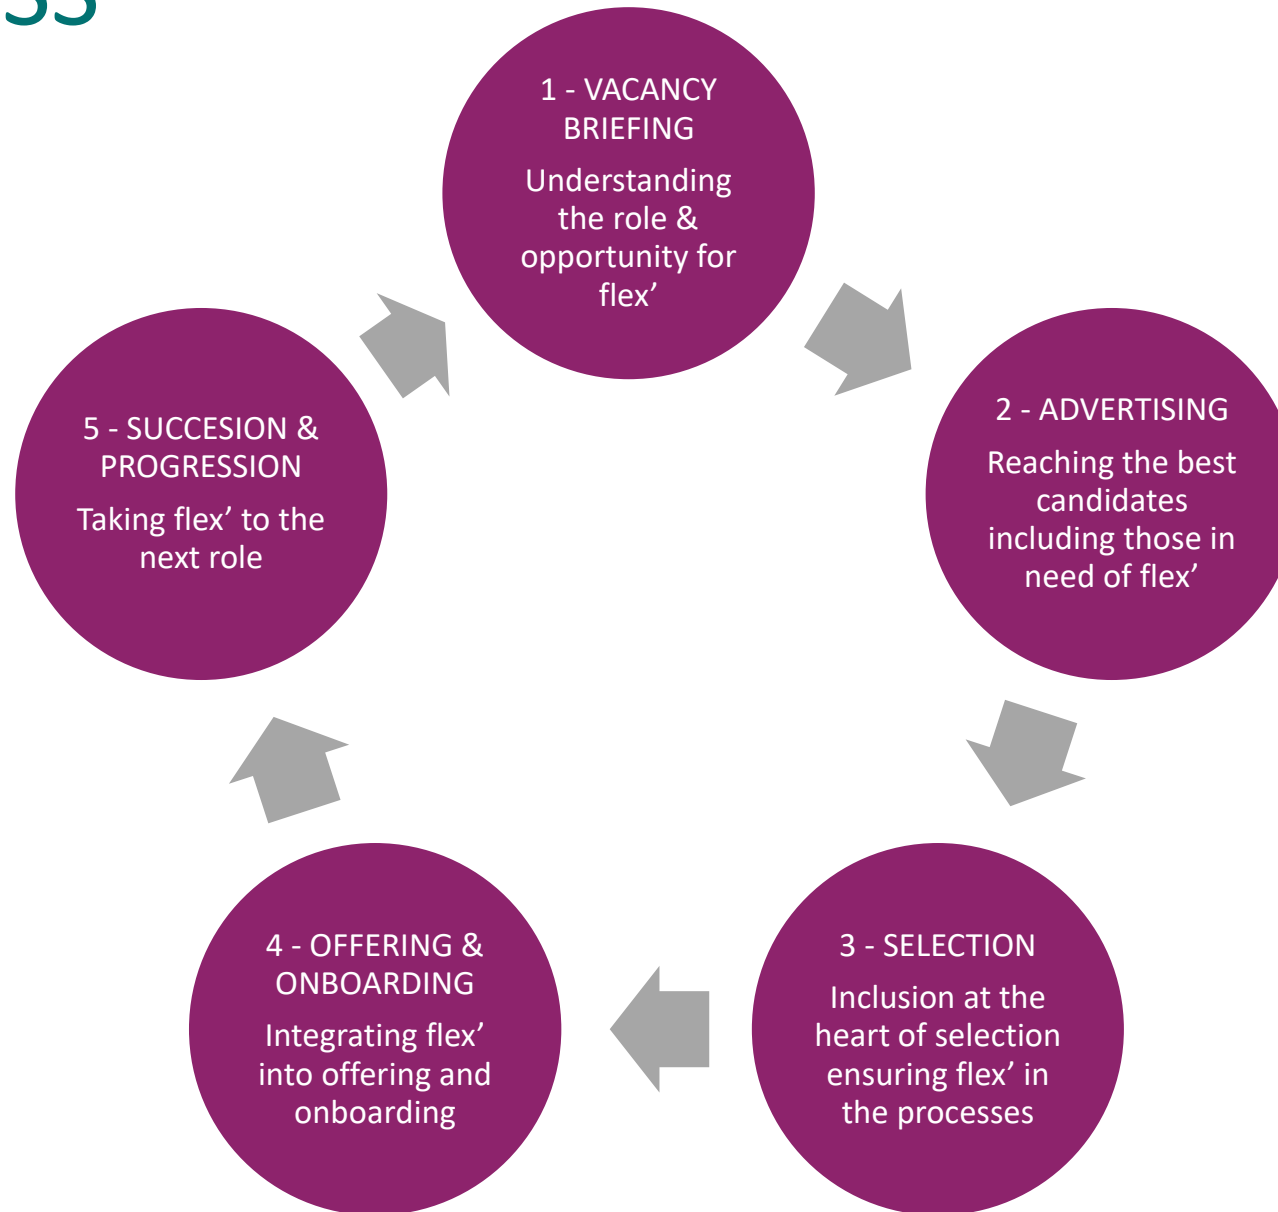 1 - VACANCY
BRIEFING
Understanding
the role &
opportunity for
flex’
2 - ADVERTISING
Reaching the best
candidates
including those in
need of flex’
3 - SELECTION
Inclusion at the
heart of selection
ensuring flex’ in
the processes
4 - OFFERING &
ONBOARDING
Integrating flex’
into offering and
onboarding
5 - SUCCESION &
PROGRESSION
Taking flex’ to the
next role